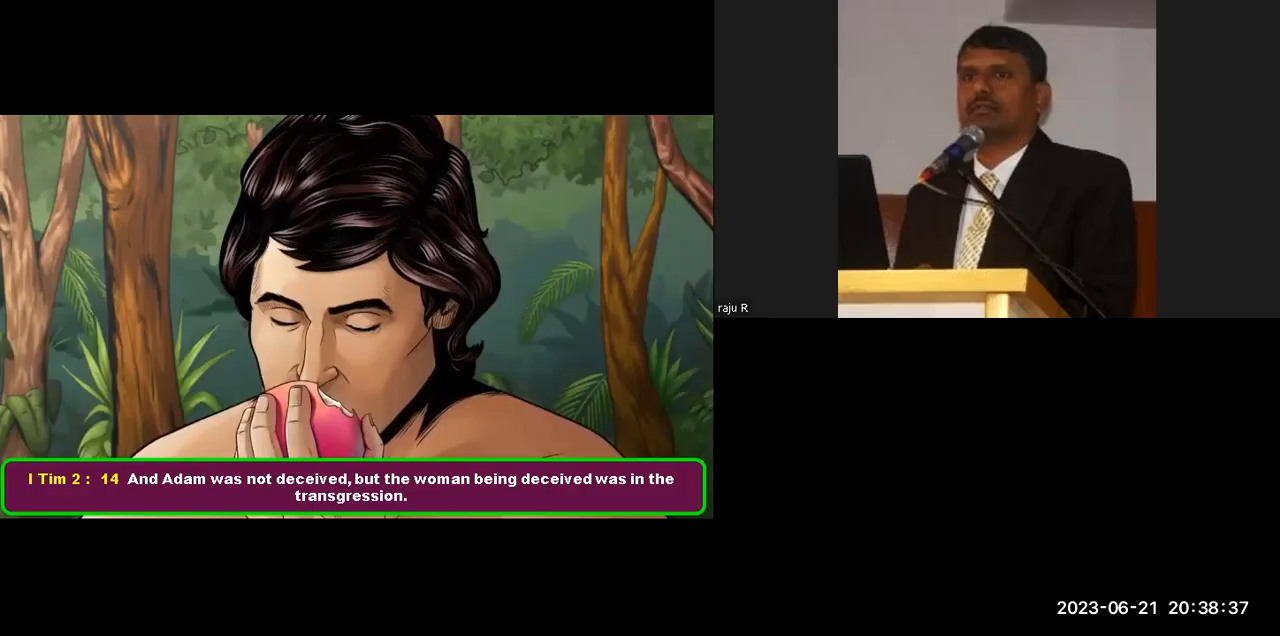 I Tim 2 : 14 And Adam was not deceived, but the woman being deceived was in the
transgression.
raju R
2023-06-21 20:38:37